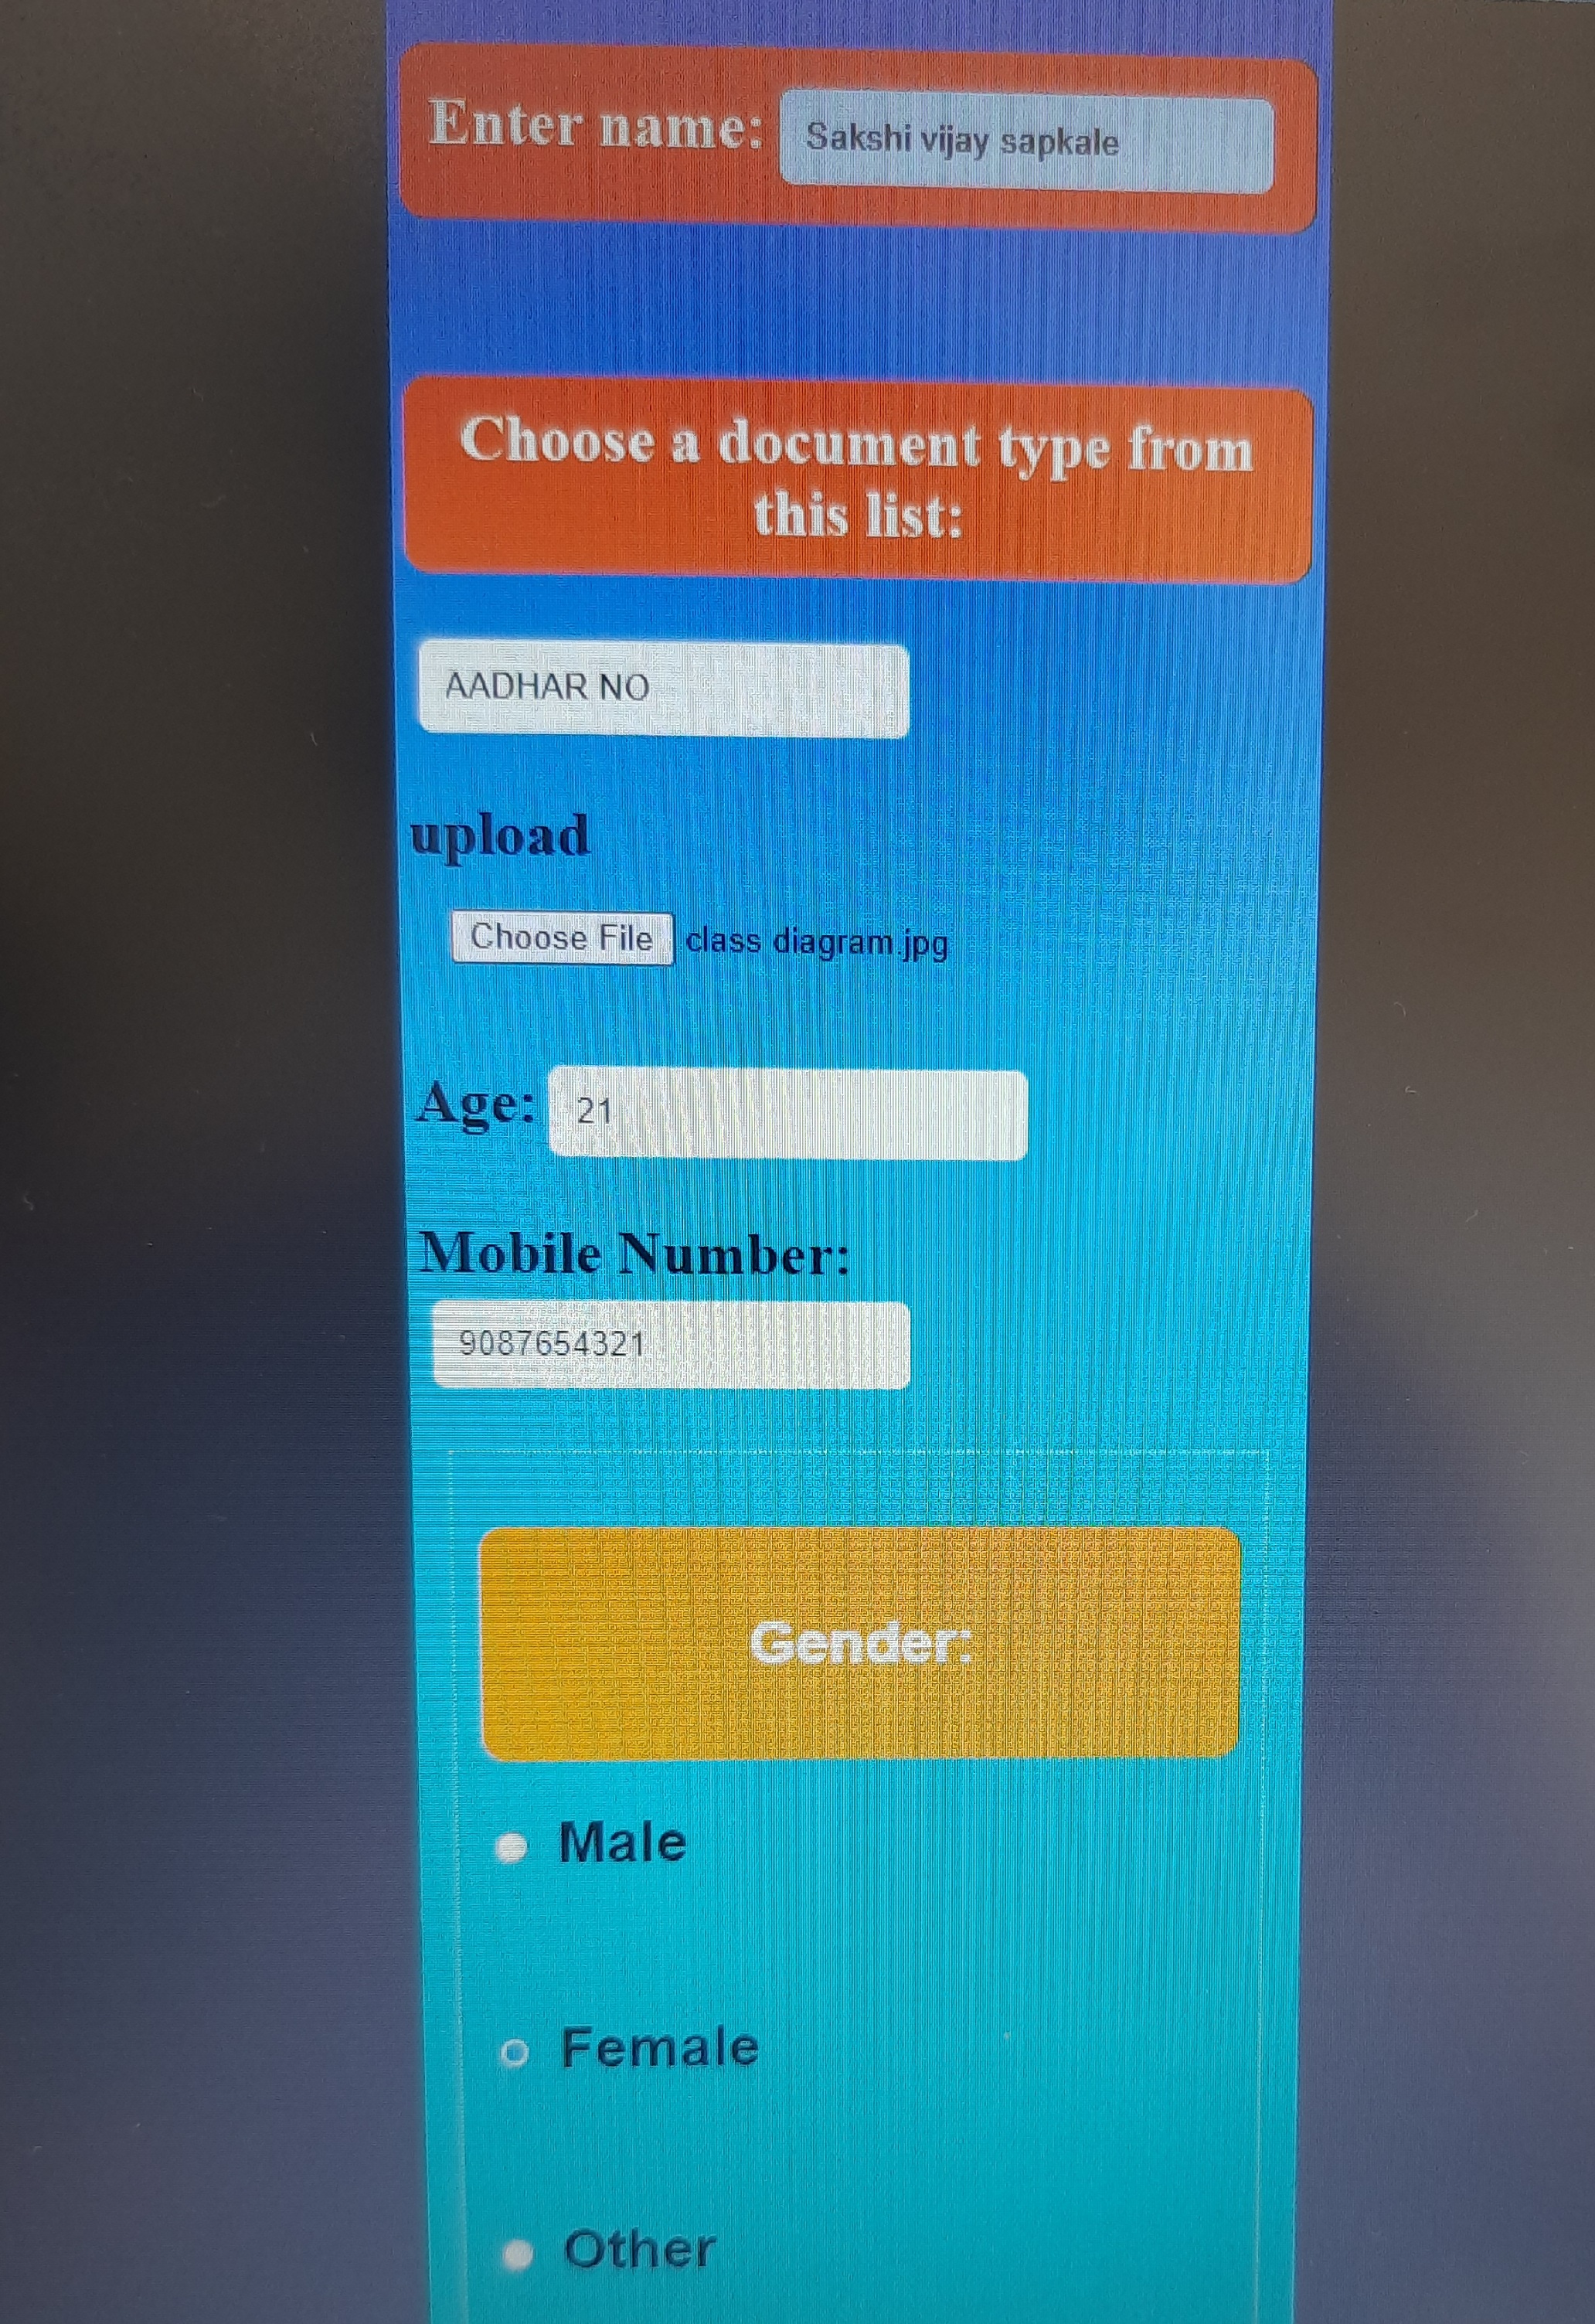 Enter name: Sakshi vijay sapkale
Choose a document type from
this list:
AADHAR NO
upload
Choose File class diagram.jpg
Age: 21
Mobile Number:
9087654321
Gender:
Male
Female
Other